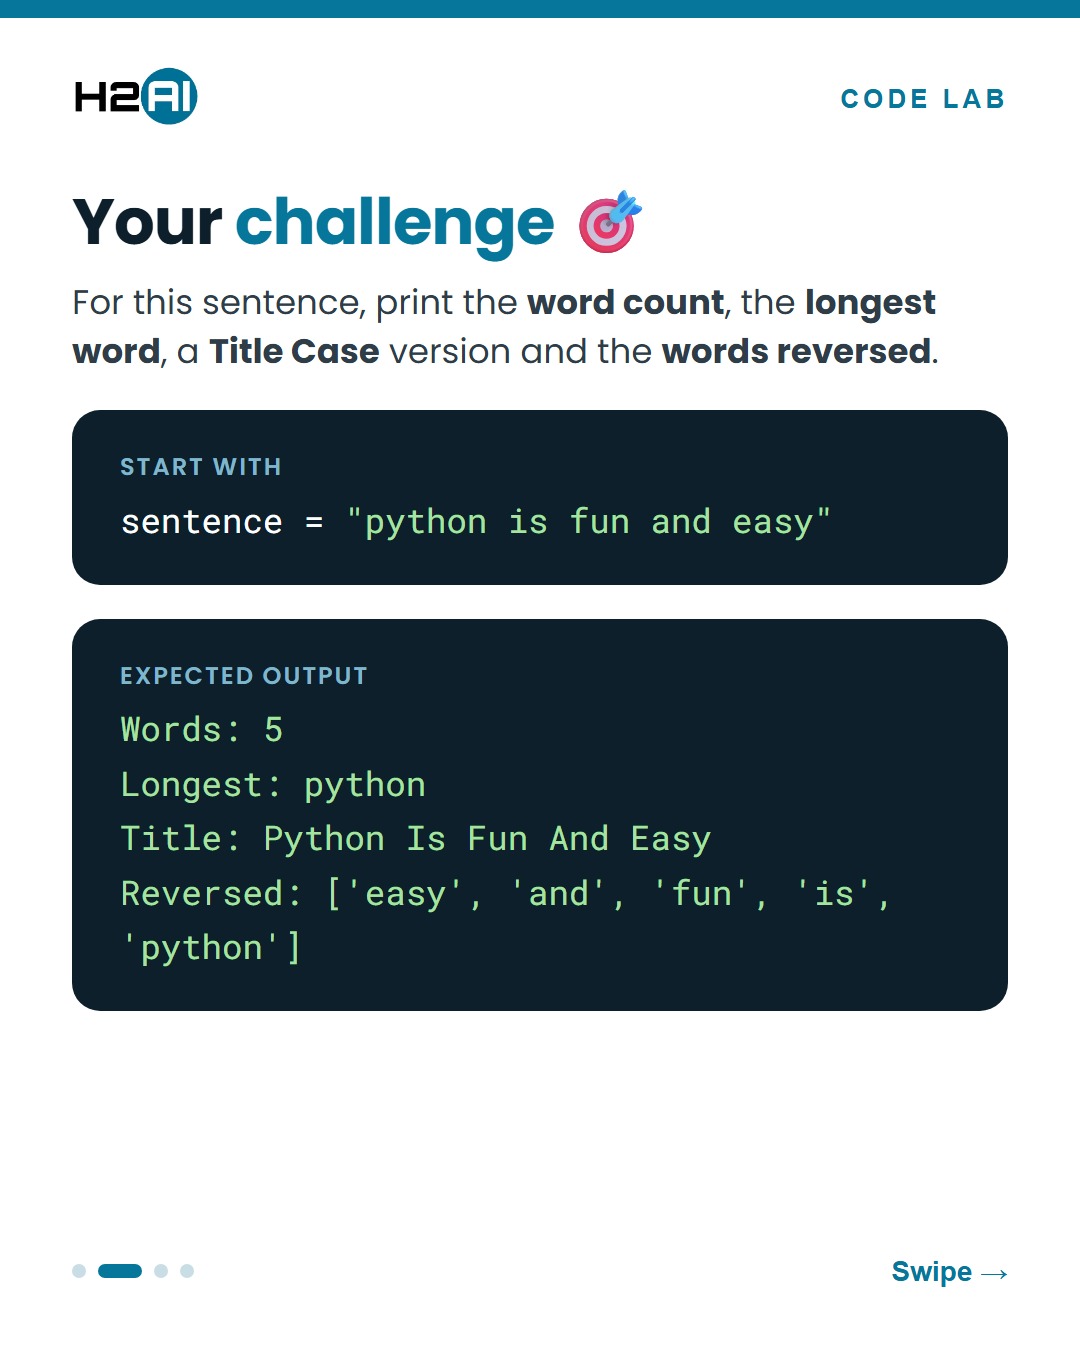 H2AI
CODE LAB
Your challenge 🎯
For this sentence, print the word count, the longest
word, a Title Case version and the words reversed.
START WITH
sentence = "python is fun and easy"
EXPECTED OUTPUT
Words: 5
Longest: python
Title: Python Is Fun And Easy
Reversed: ['easy', 'and', 'fun', 'is',
'python']
Swipe →